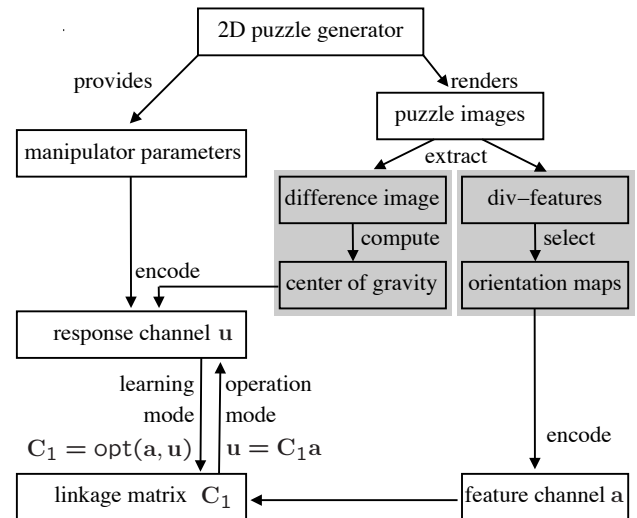 2D puzzle generator
provides
renders
puzzle images
manipulator parameters
extract
difference image
div–features
compute
select
encode
center of gravity
orientation maps
response channel u
learning mode
operation mode
C₁ = opt(a, u)
u = C₁a
encode
linkage matrix C₁
feature channel a